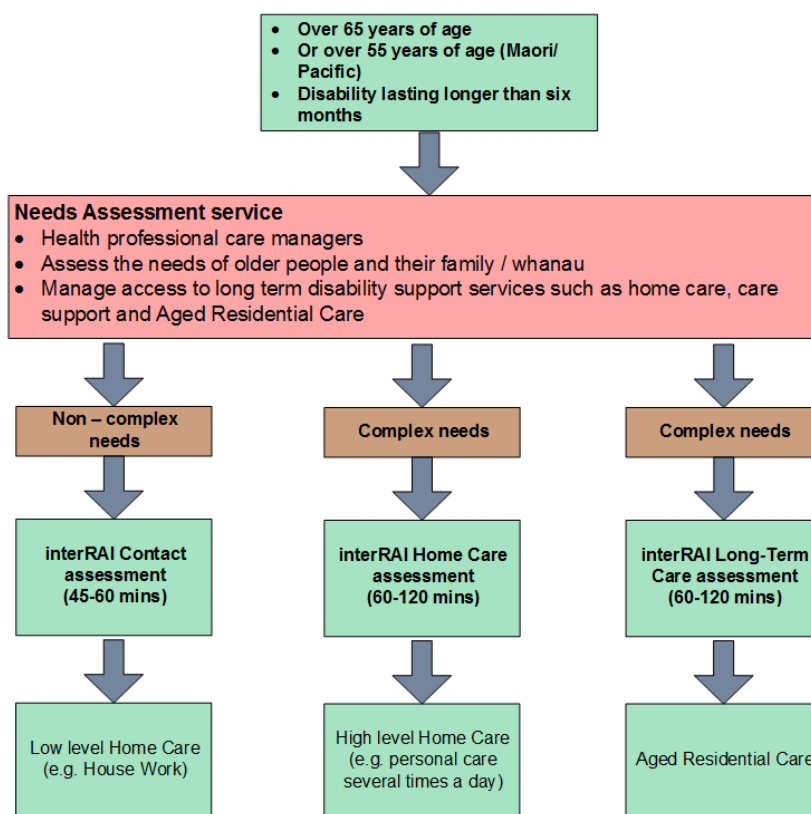 • Over 65 years of age
• Or over 55 years of age (Maori/
Pacific)
• Disability lasting longer than six
months
Needs Assessment service
• Health professional care managers
• Assess the needs of older people and their family / whanau
• Manage access to long term disability support services such as home care, care
support and Aged Residential Care
Non – complex
needs
Complex needs
Complex needs
interRAI Contact
assessment
(45-60 mins)
interRAI Home Care
assessment
(60-120 mins)
interRAI Long-Term
Care assessment
(60-120 mins)
Low level Home Care
(e.g. House Work)
High level Home Care
(e.g. personal care
several times a day)
Aged Residential Care